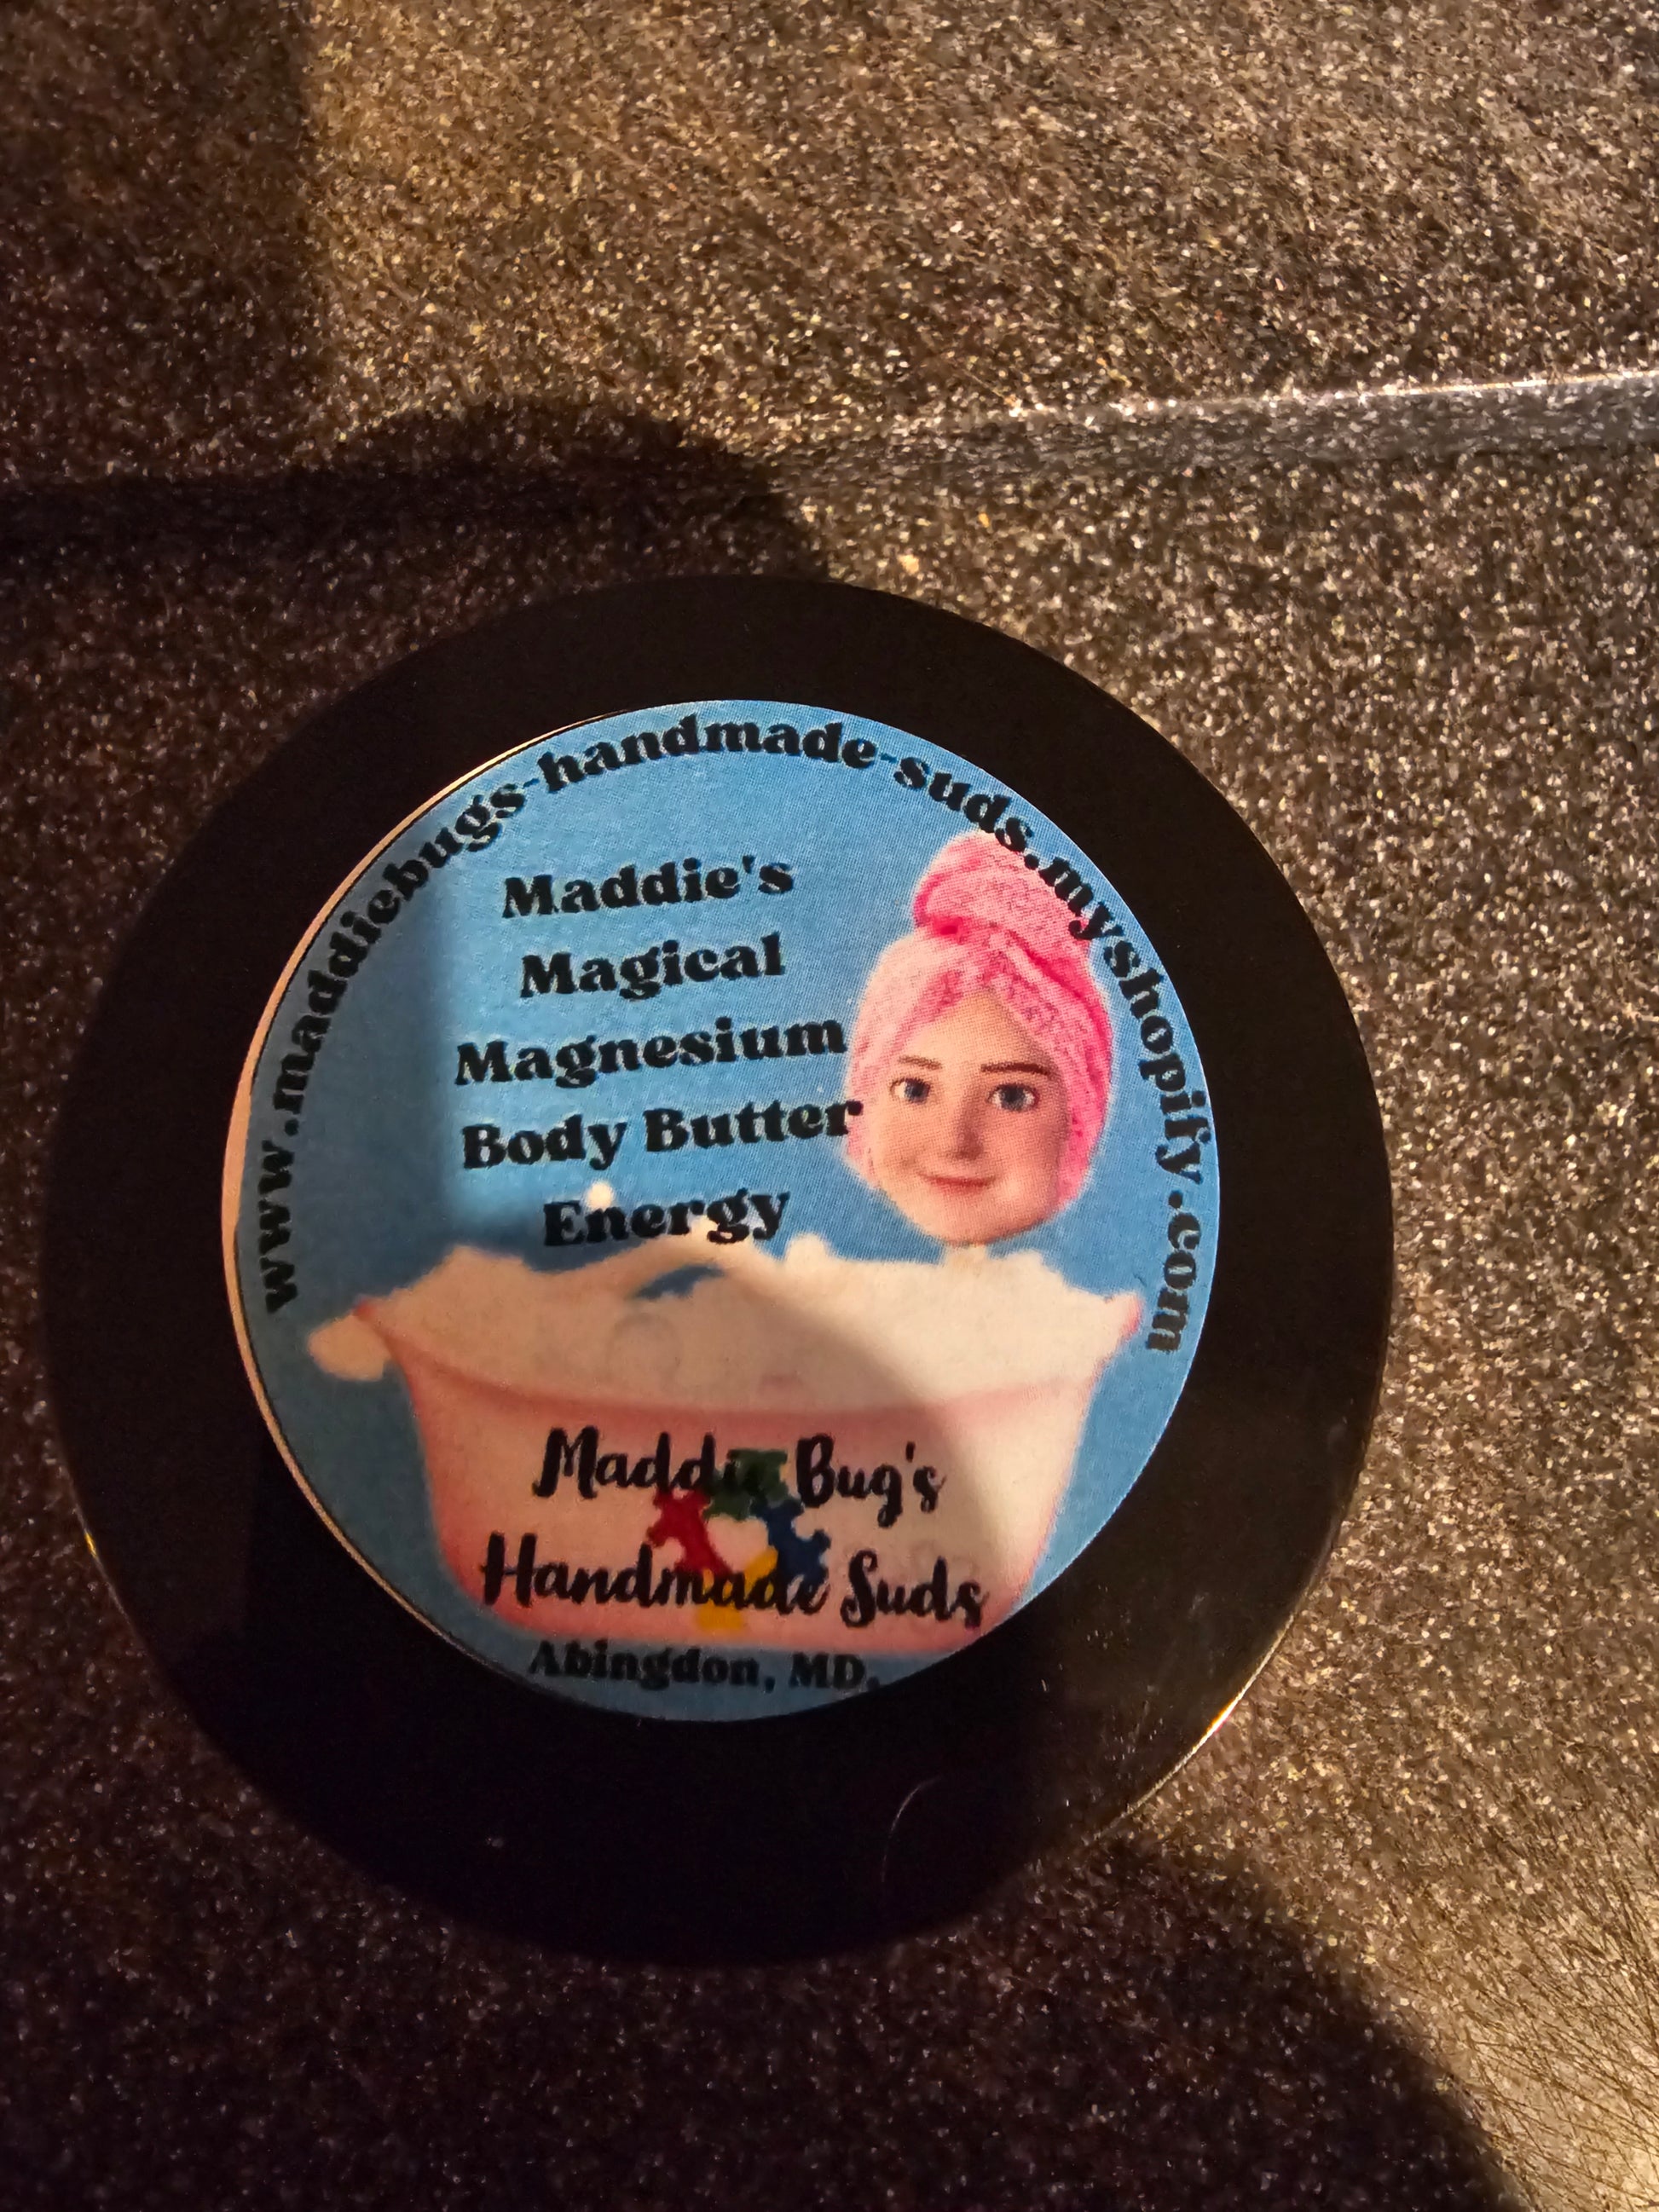 www.maddiebugs-handmade-suds.myshopify.com
Maddie's
Magical
Magnesium
Body Butter
Energy
Maddie Bug's
Handmade Suds
Abingdon, MD.